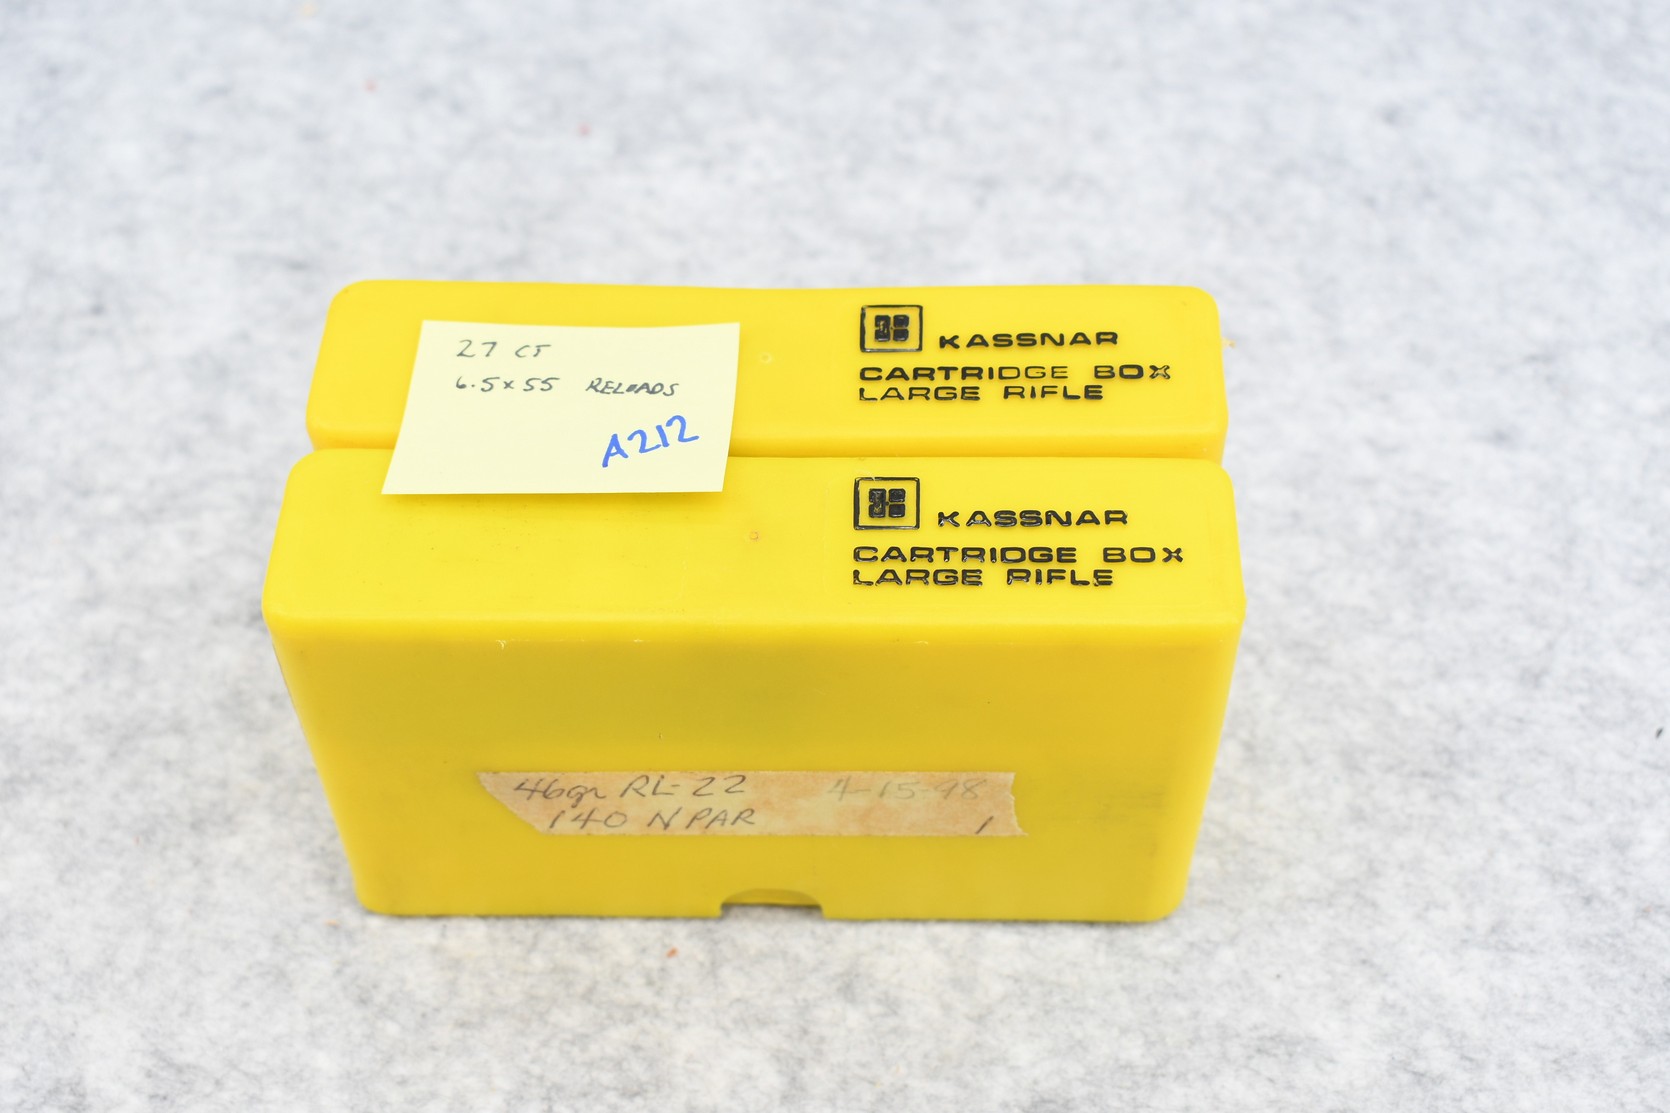 27 CT
6.5x55 RELOADS
A212
KASSNAR
CARTRIDGE BOX
LARGE RIFLE
KASSNAR
CARTRIDGE BOX
LARGE RIFLE
46gr RL-22 4-15-98
140 NPAR 1